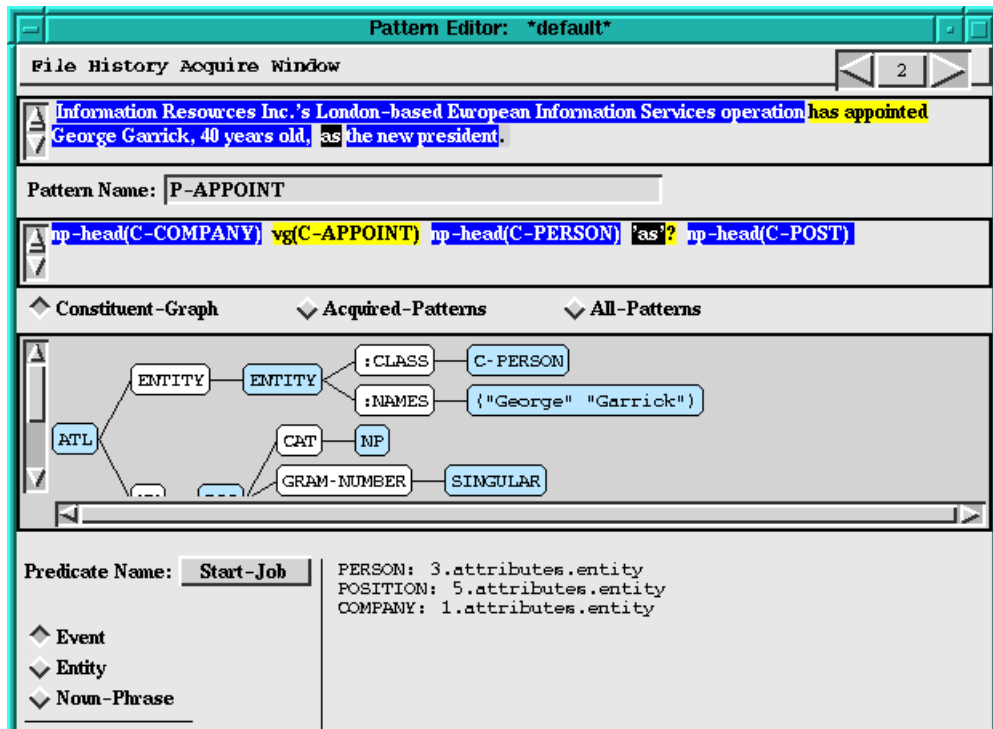 Pattern Editor: *default*
File History Acquire Window
2
Information Resources Inc.'s London-based European Information Services operation has appointed
George Garrick, 40 years old, as the new president.
Pattern Name: P-APPOINT
np-head(C-COMPANY) vg(C-APPOINT) np-head(C-PERSON) 'as'? np-head(C-POST)
Constituent-Graph Acquired-Patterns All-Patterns
:CLASS C-PERSON
ENTITY ENTITY
:NAMES ("George" "Garrick")
ATL CAT NP
GRAM-NUMBER SINGULAR
Predicate Name: Start-Job
PERSON: 3.attributes.entity
POSITION: 5.attributes.entity
COMPANY: 1.attributes.entity
Event
Entity
Noun-Phrase